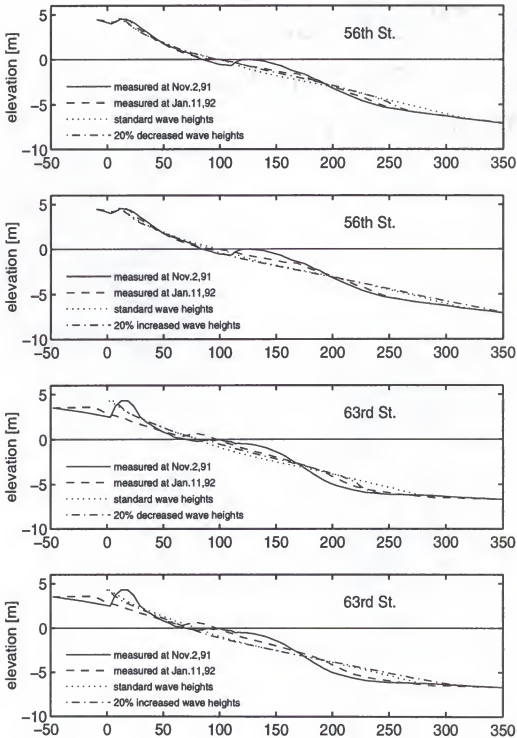 5
56th St.
0
elevation [m]
measured at Nov.2,91
measured at Jan.11,92
-5
standard wave heights
20% decreased wave heights
-10
-50 0 50 100 150 200 250 300 350
5
56th St.
0
elevation [m]
measured at Nov.2,91
measured at Jan.11,92
-5
standard wave heights
20% increased wave heights
-10
-50 0 50 100 150 200 250 300 350
5
63rd St.
0
elevation [m]
measured at Nov.2,91
measured at Jan.11,92
-5
standard wave heights
20% decreased wave heights
-10
-50 0 50 100 150 200 250 300 350
5
63rd St.
0
elevation [m]
measured at Nov.2,91
measured at Jan.11,92
-5
standard wave heights
20% increased wave heights
-10
-50 0 50 100 150 200 250 300 350